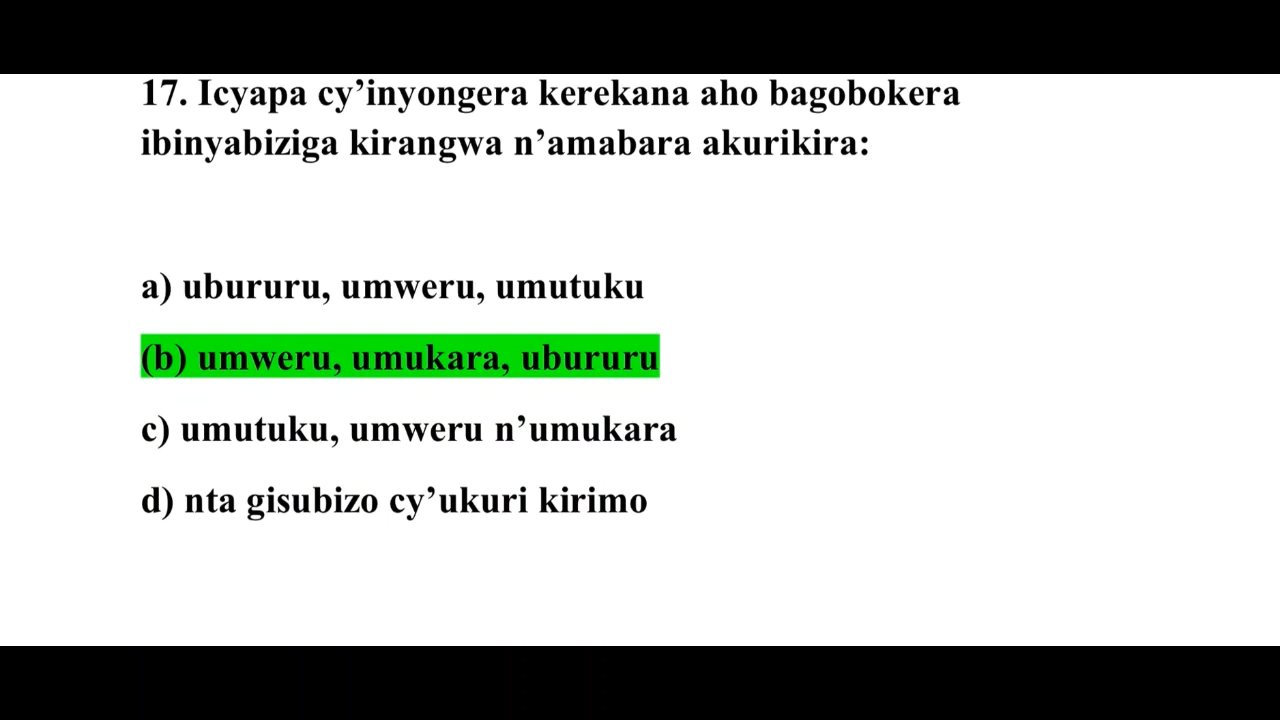 17. Icyapa cy’inyongera kerekana aho bagobokera
ibinyabiziga kirangwa n’amabara akurikira:
a) ubururu, umweru, umutuku
(b) umweru, umukara, ubururu
c) umutuku, umweru n’umukara
d) nta gisubizo cy’ukuri kirimo